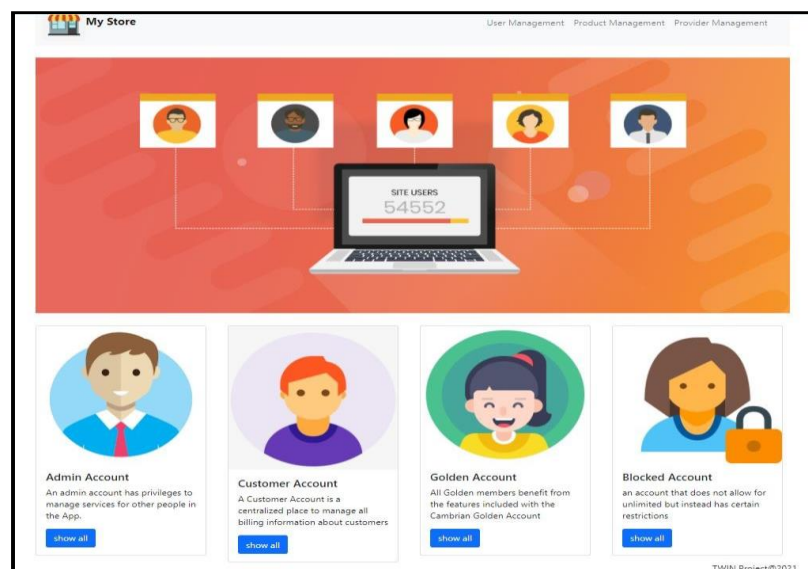 My Store
User Management Product Management Provider Management
SITE USERS
54552
Admin Account
An admin account has privileges to
manage services for other people in
the App.
show all
Customer Account
A Customer Account is a
centralized place to manage all
billing information about customers
show all
Golden Account
All Golden members benefit from
the features included with the
Cambrian Golden Account
show all
Blocked Account
an account that does not allow for
unlimited but instead has certain
restrictions
show all
TWIN Project©2021